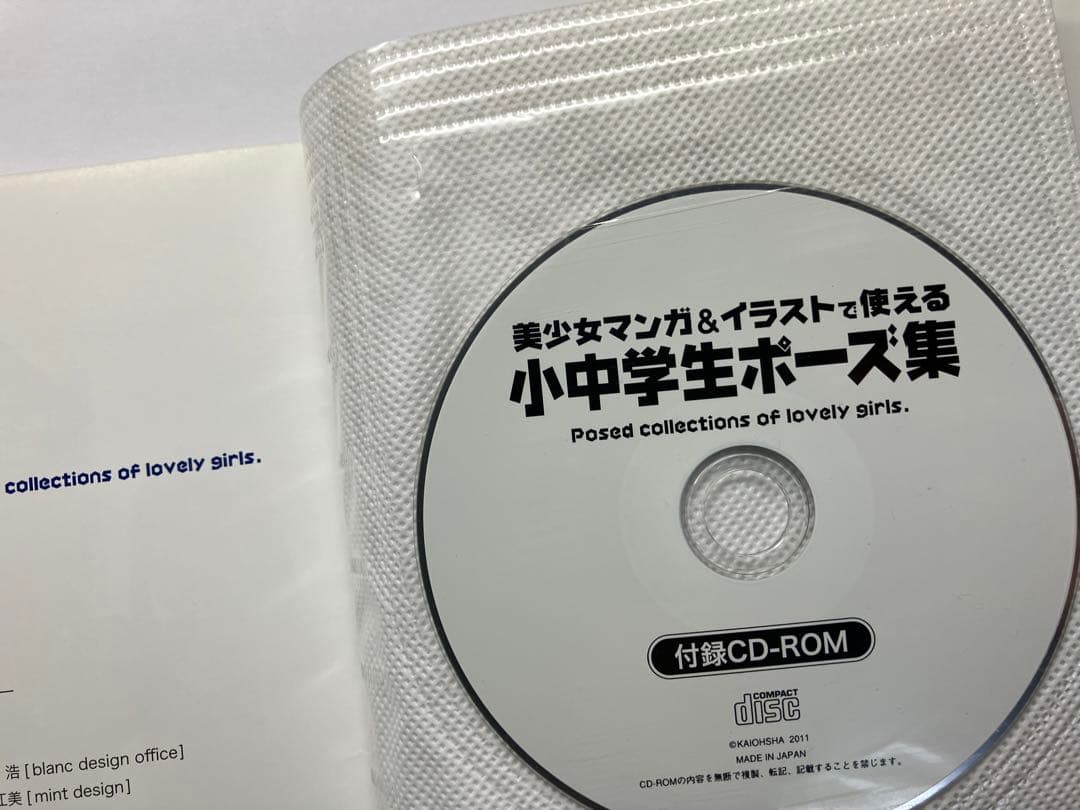 collections of lovely girls.
浩 [blanc design office]
美 [mint design]
美少女マンガ&イラストで使える
小中学生ポーズ集
Posed collections of lovely girls.
付録CD-ROM
COMPACT
disc
©KAIOHSHA 2011
MADE IN JAPAN
CD-ROMの内容を無断で複製、転記、記載することを禁じます。